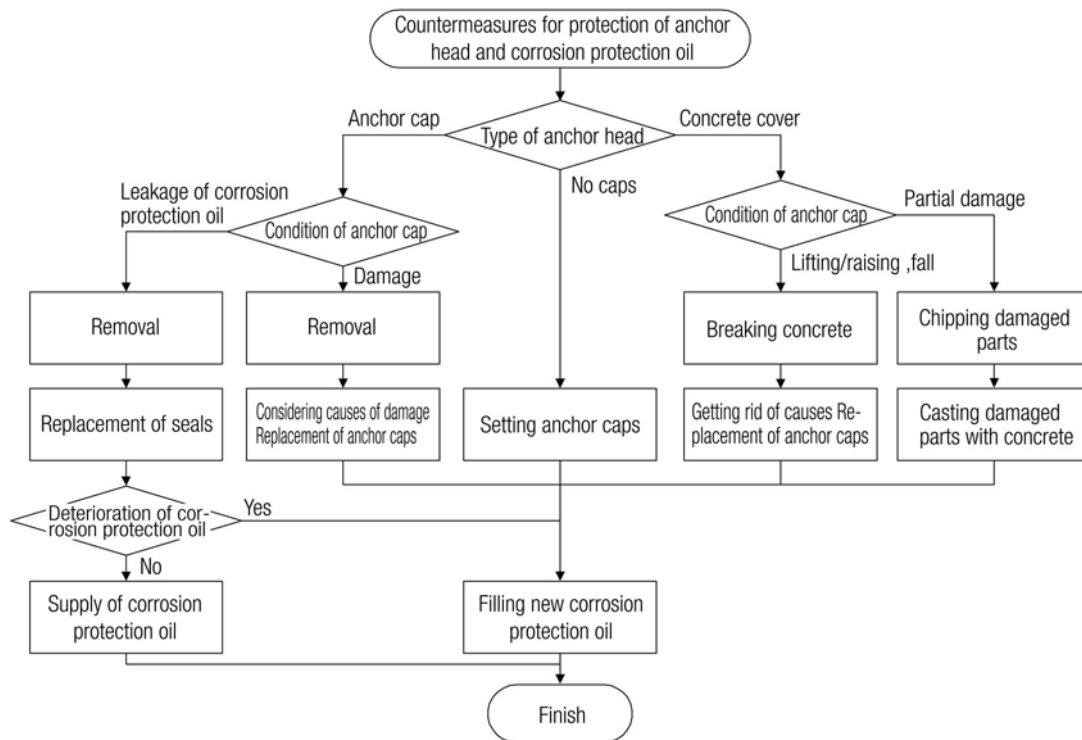 Countermeasures for protection of anchor
head and corrosion protection oil
Anchor cap
Type of anchor head
Concrete cover
No caps
Leakage of corrosion
protection oil
Condition of anchor cap
Condition of anchor cap
Partial damage
Damage
Lifting/raising ,fall
Removal
Removal
Breaking concrete
Chipping damaged
parts
Replacement of seals
Considering causes of damage
Replacement of anchor caps
Setting anchor caps
Getting rid of causes Re-
placement of anchor caps
Casting damaged
parts with concrete
Deterioration of cor-
rosion protection oil
Yes
No
Supply of corrosion
protection oil
Filling new corrosion
protection oil
Finish